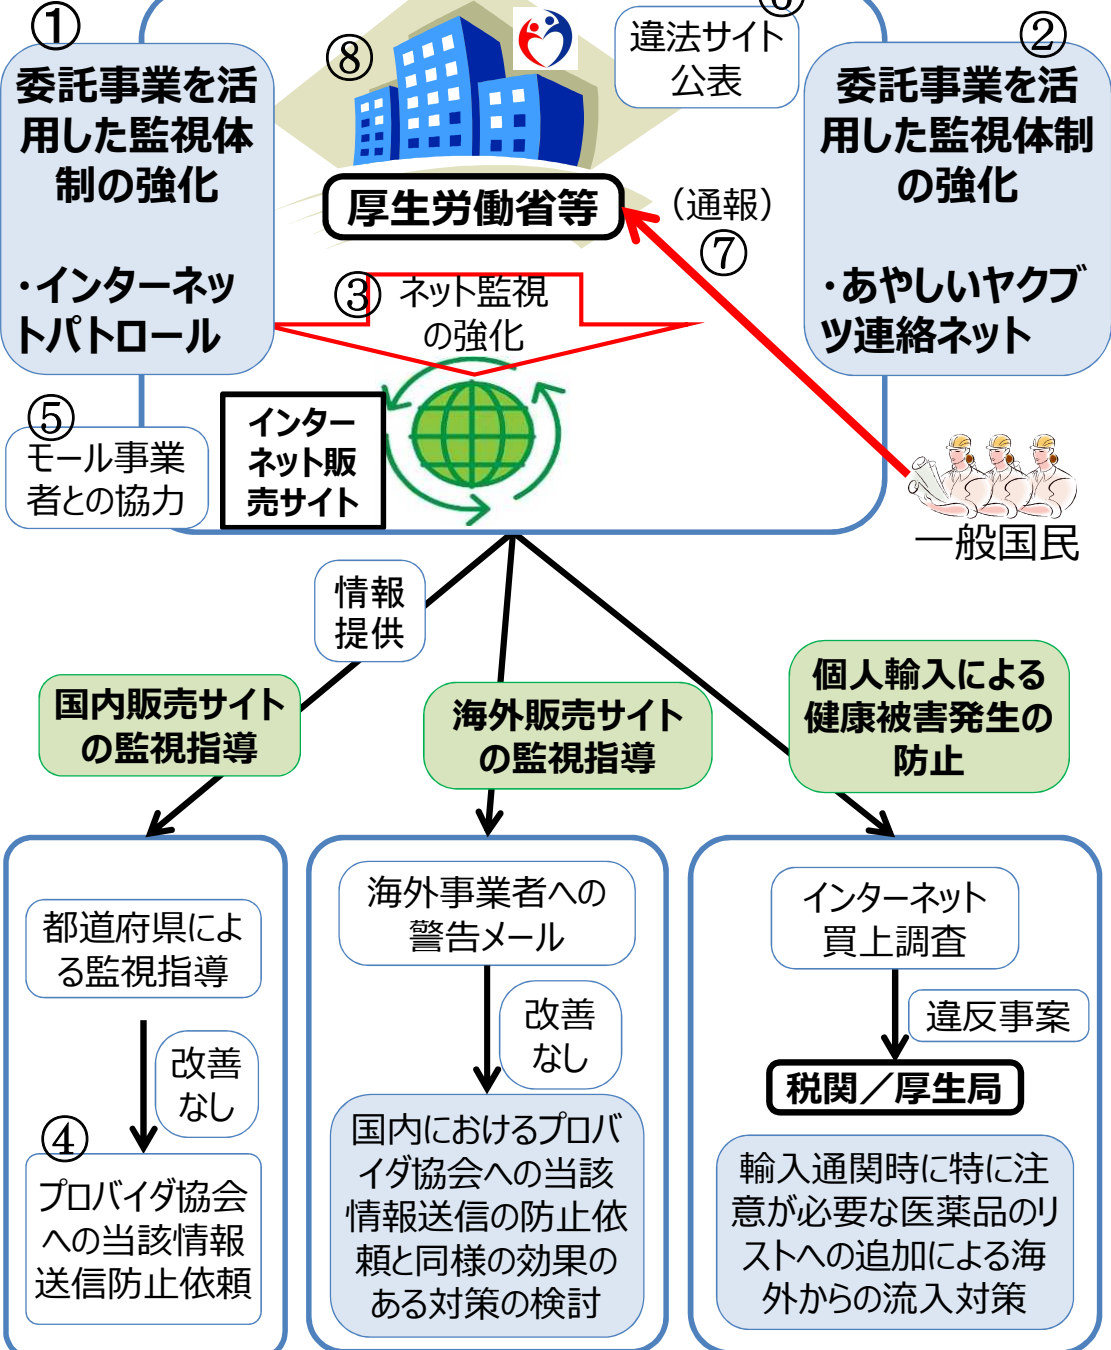 ①
委託事業を活
用した監視体
制の強化
・インターネッ
トパトロール
⑧
違法サイト
公表
②
委託事業を活
用した監視体制
の強化
・あやしいヤクブ
ツ連絡ネット
厚生労働省等
（通報）
⑦
③
ネット監視
の強化
⑤
モール事業
者との協力
インター
ネット販
売サイト
一般国民
情報
提供
国内販売サイト
の監視指導
海外販売サイト
の監視指導
個人輸入による
健康被害発生の
防止
都道府県によ
る監視指導
改善
なし
④
プロバイダ協会
への当該情報
送信防止依頼
海外事業者への
警告メール
改善
なし
国内におけるプロバ
イダ協会への当該
情報送信の防止依
頼と同様の効果の
ある対策の検討
インターネット
買上調査
違反事案
税関／厚生局
輸入通関時に特に注
意が必要な医薬品のリ
ストへの追加による海
外からの流入対策